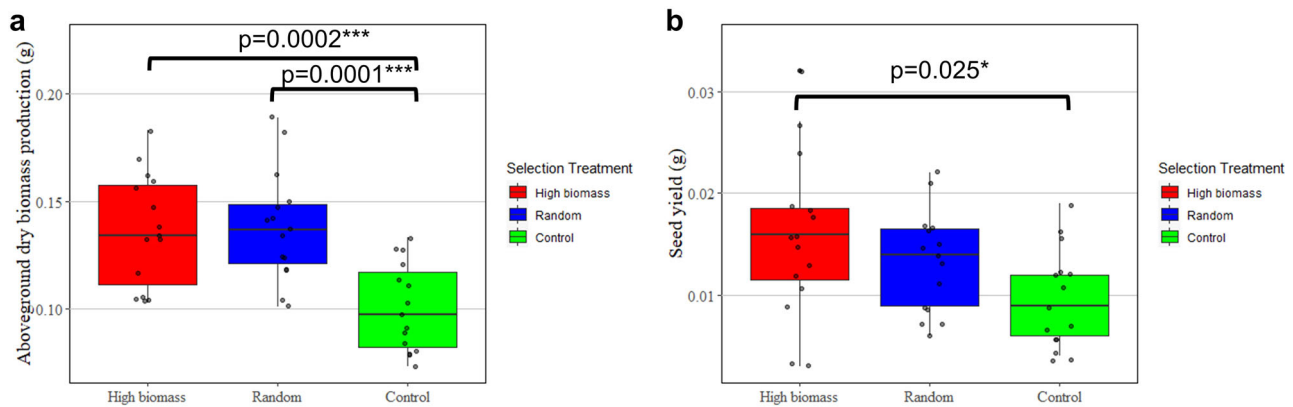 a
Aboveground dry biomass production (g)
0.20
0.15
0.10
p=0.0002***
p=0.0001***
High biomass
Random
Control
Selection Treatment
High biomass
Random
Control
b
Seed yield (g)
0.03
0.02
0.01
p=0.025*
High biomass
Random
Control
Selection Treatment
High biomass
Random
Control